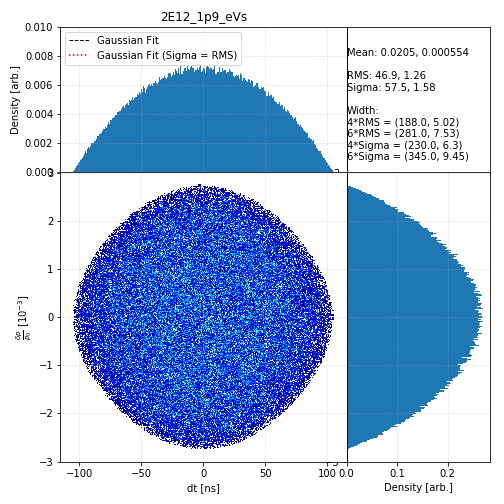 2E12_1p9_eVs
0.010
0.008
0.006
0.004
0.002
0.000
Density [arb.]
Gaussian Fit
Gaussian Fit (Sigma = RMS)
Mean: 0.0205, 0.000554
RMS: 46.9, 1.26
Sigma: 57.5, 1.58
Width:
4*RMS = (188.0, 5.02)
6*RMS = (281.0, 7.53)
4*Sigma = (230.0, 6.3)
6*Sigma = (345.0, 9.45)
2
1
0
−1
−2
−3
δp/p₀ [10⁻³]
−100 −50 0 50 100
dt [ns]
0.0 0.1 0.2
Density [arb.]